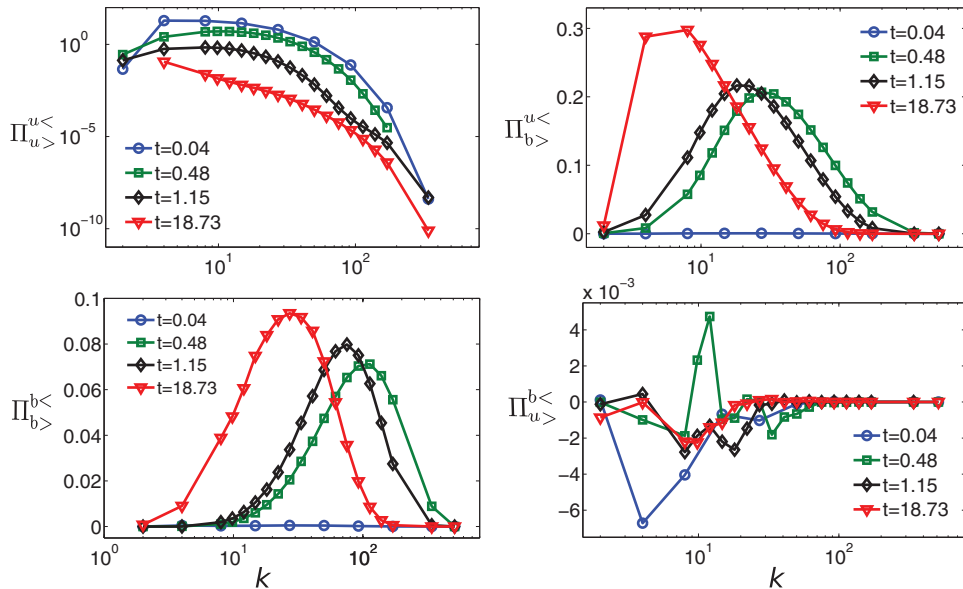 10^0
10^-5
10^-10
Π^{u<}_{u>}
t=0.04
t=0.48
t=1.15
t=18.73
10^1
10^2
0.3
0.2
0.1
0
Π^{u<}_{b>}
t=0.04
t=0.48
t=1.15
t=18.73
10^1
10^2
0.1
0.08
0.06
0.04
0.02
0
Π^{b<}_{b>}
t=0.04
t=0.48
t=1.15
t=18.73
10^0
10^1
10^2
k
x 10^-3
4
2
0
−2
−4
−6
Π^{b<}_{u>}
t=0.04
t=0.48
t=1.15
t=18.73
10^1
10^2
k